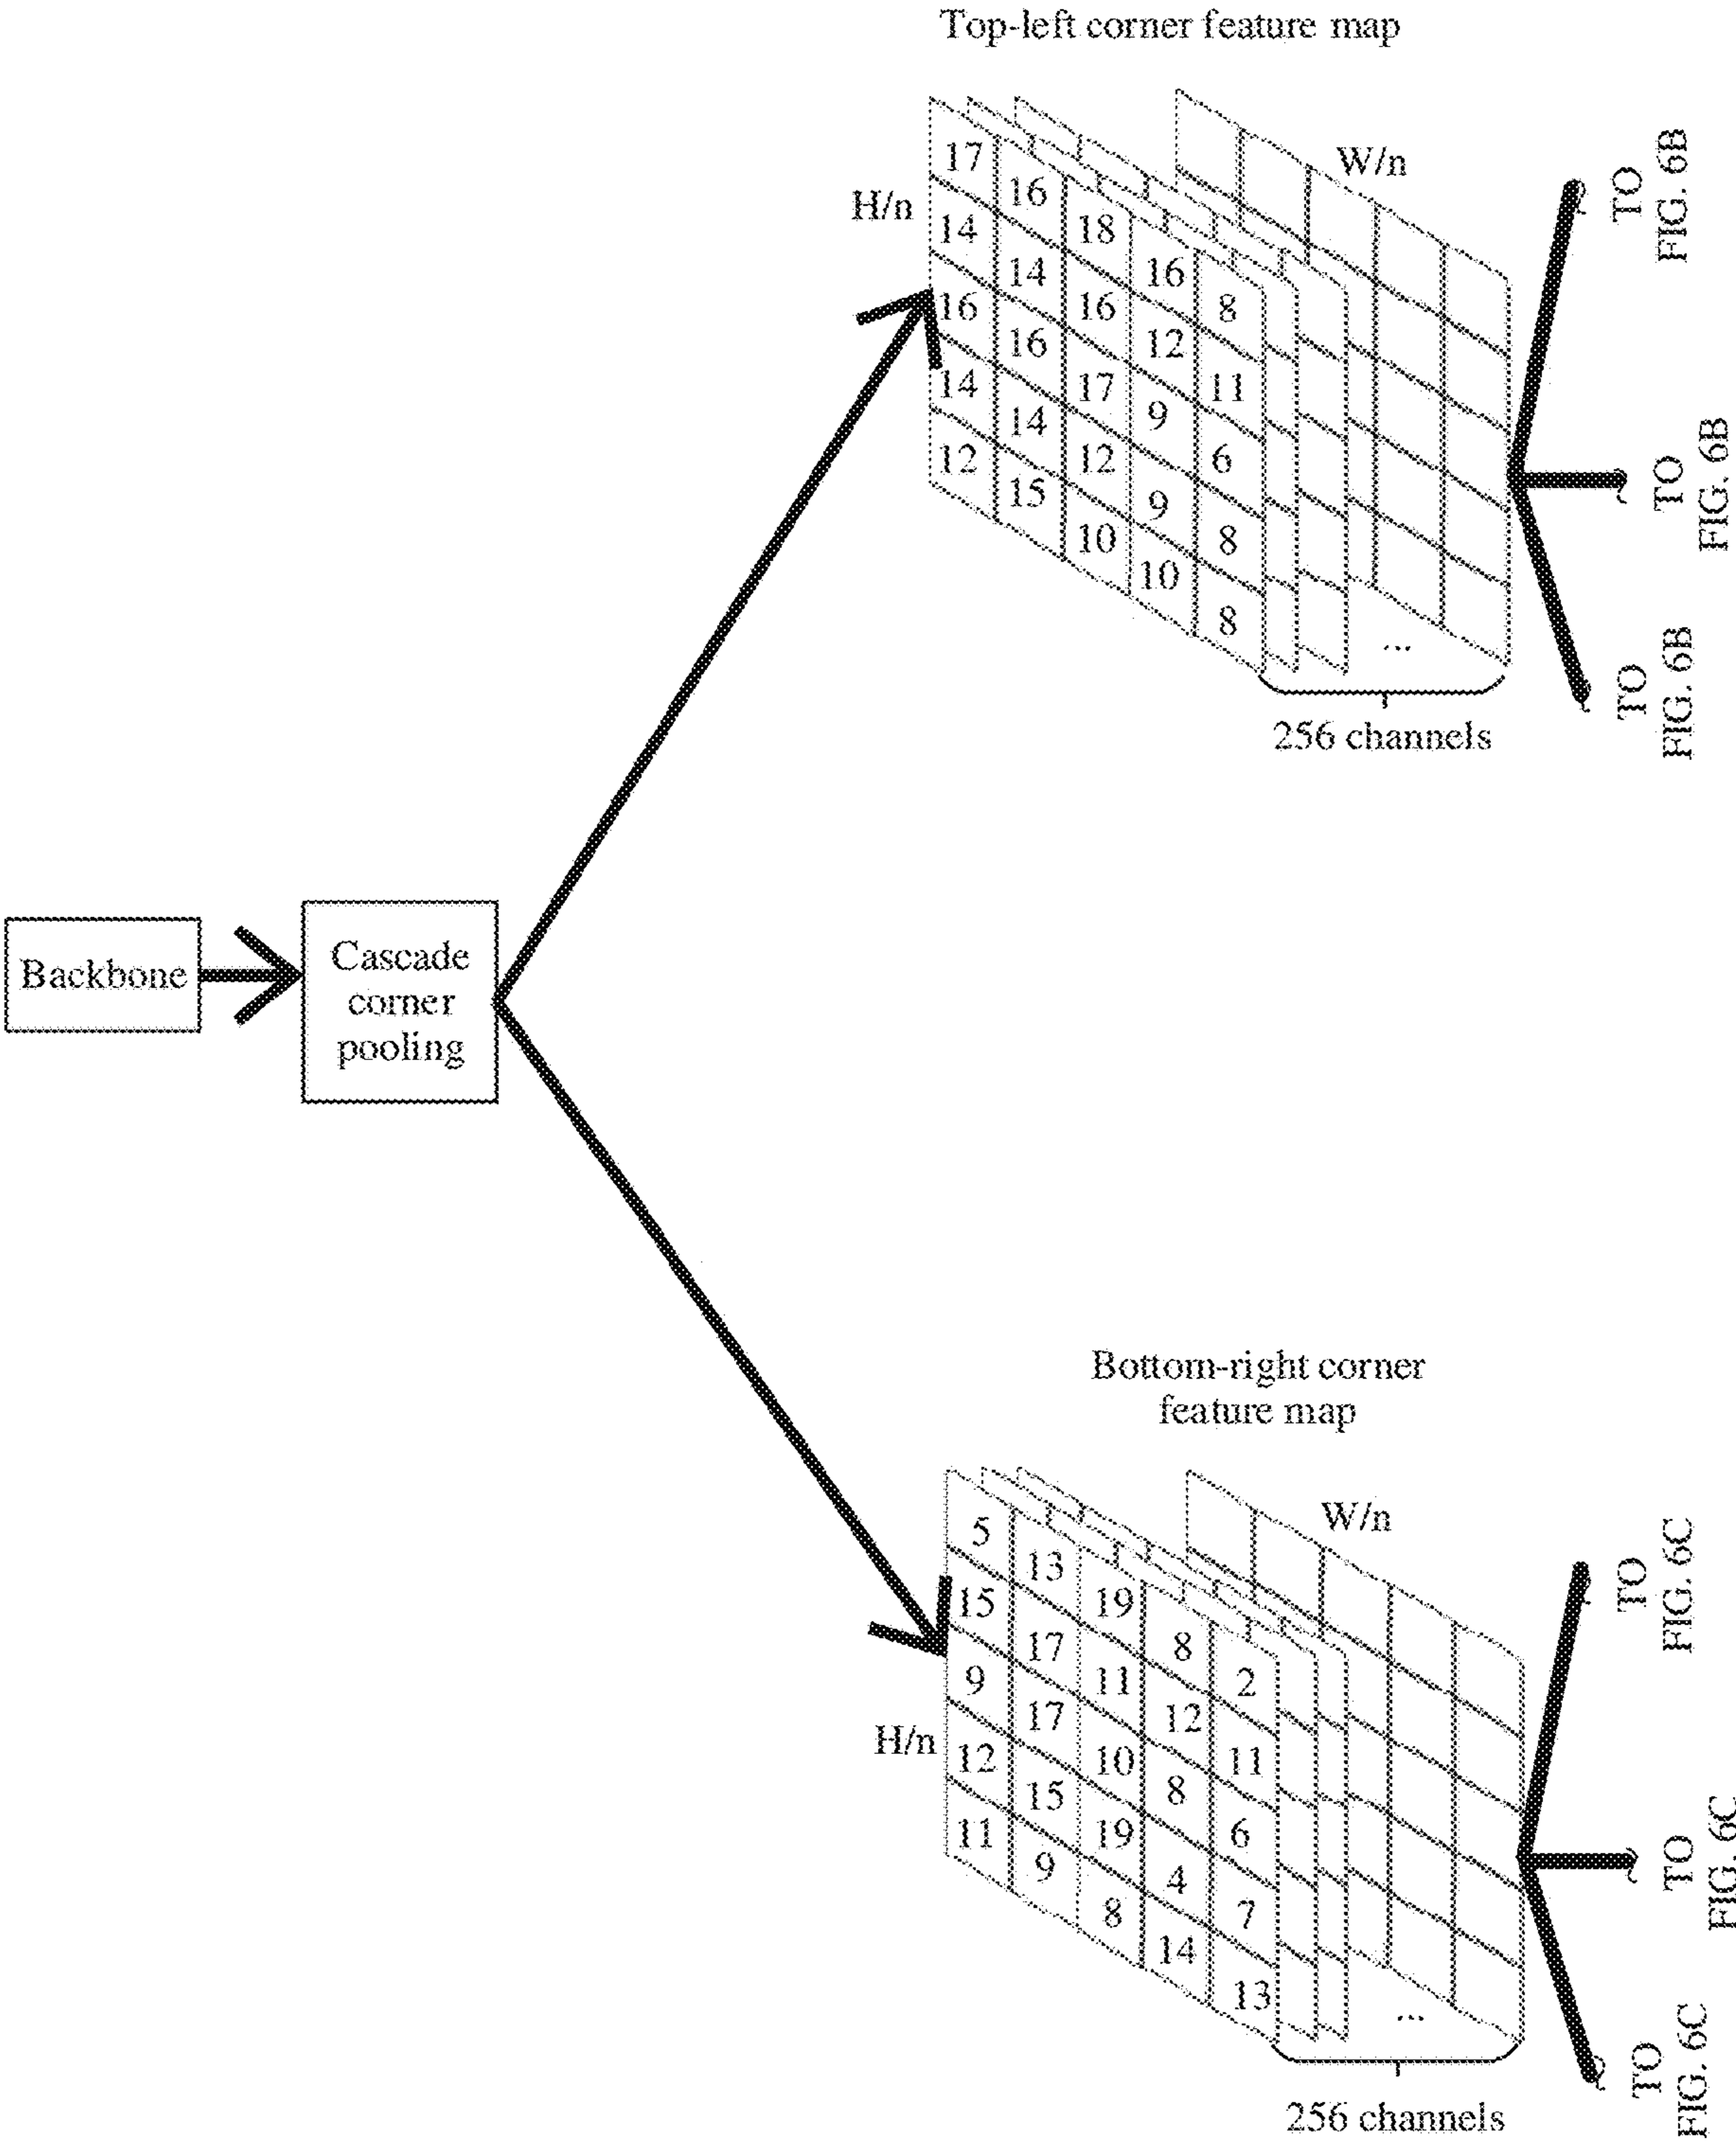 Top-left corner feature map
H/n
W/n
17 16 18 16 8
14 14 16 12 11
16 16 17 9 6
14 14 12 9 8
12 15 10 10 8
...
256 channels
TO
FIG. 6B
TO
FIG. 6B
TO
FIG. 6B
Backbone
Cascade
corner
pooling
Bottom-right corner
feature map
H/n
W/n
5 13 19 8 2
15 17 11 12 11
9 17 10 8 6
12 15 19 4 7
11 9 8 14 13
...
256 channels
TO
FIG. 6C
TO
FIG. 6C
TO
FIG. 6C